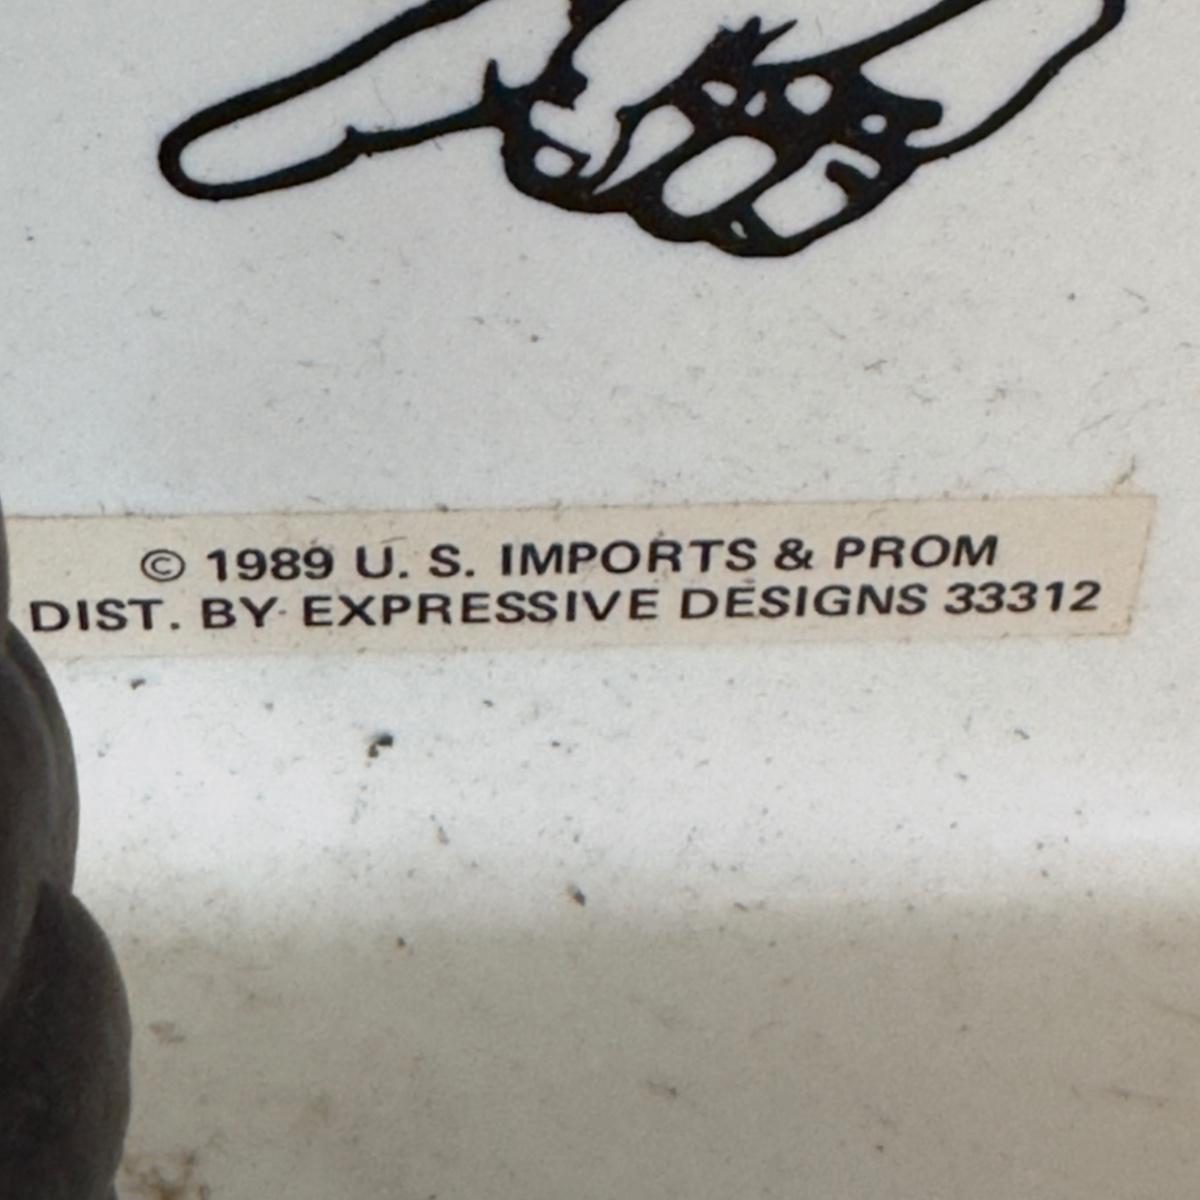 © 1989 U. S. IMPORTS & PROM
DIST. BY EXPRESSIVE DESIGNS 33312